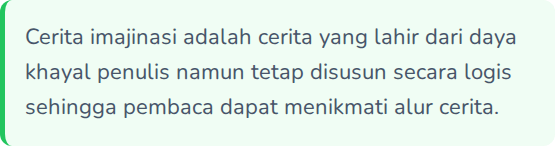 Cerita imajinasi adalah cerita yang lahir dari daya
khayal penulis namun tetap disusun secara logis
sehingga pembaca dapat menikmati alur cerita.